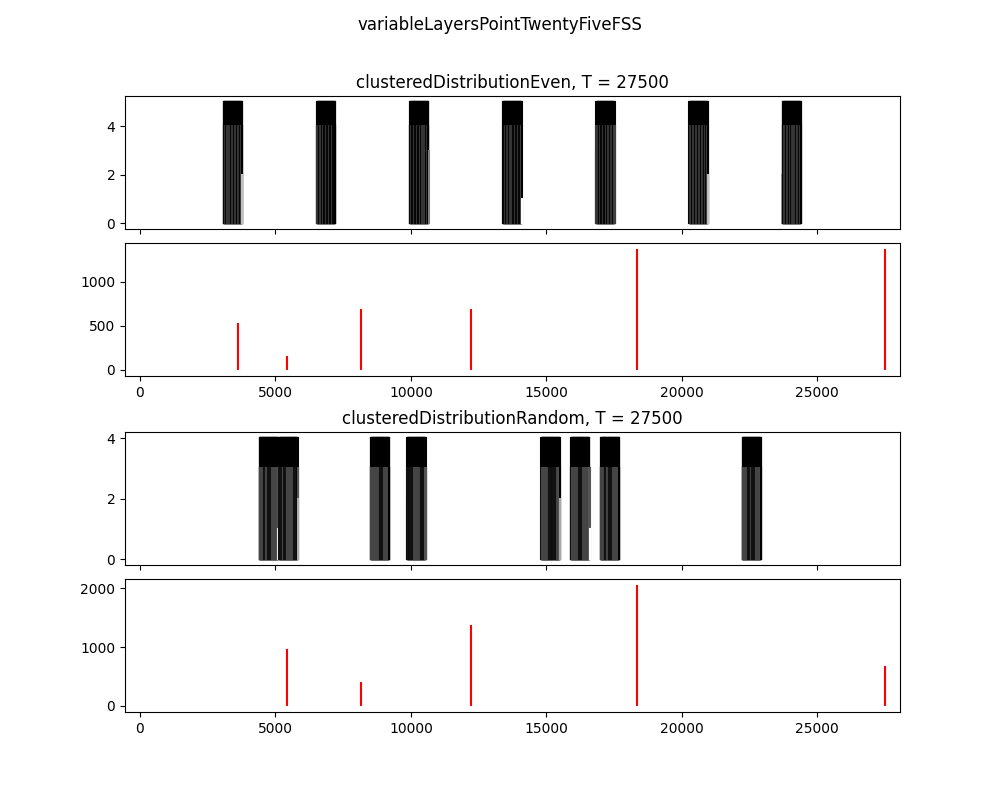 variableLayersPointTwentyFiveFSS
clusteredDistributionEven, T = 27500
4
2
0
1000
500
0
0 5000 10000 15000 20000 25000
clusteredDistributionRandom, T = 27500
4
2
0
2000
1000
0
0 5000 10000 15000 20000 25000